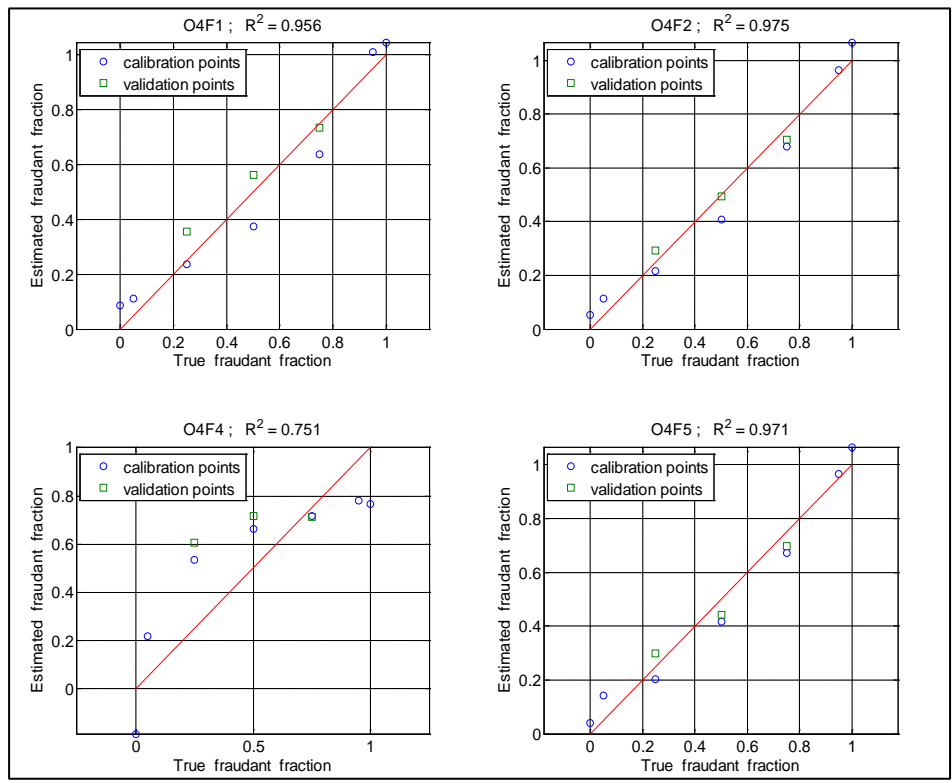 O4F1 ; R² = 0.956
calibration points
validation points
Estimated fraudant fraction
1
0.8
0.6
0.4
0.2
0
0 0.2 0.4 0.6 0.8 1
True fraudant fraction
O4F2 ; R² = 0.975
calibration points
validation points
Estimated fraudant fraction
1
0.8
0.6
0.4
0.2
0
0 0.2 0.4 0.6 0.8 1
True fraudant fraction
O4F4 ; R² = 0.751
calibration points
validation points
Estimated fraudant fraction
1
0.8
0.6
0.4
0.2
0
0 0.5 1
True fraudant fraction
O4F5 ; R² = 0.971
calibration points
validation points
Estimated fraudant fraction
1
0.8
0.6
0.4
0.2
0
0 0.2 0.4 0.6 0.8 1
True fraudant fraction